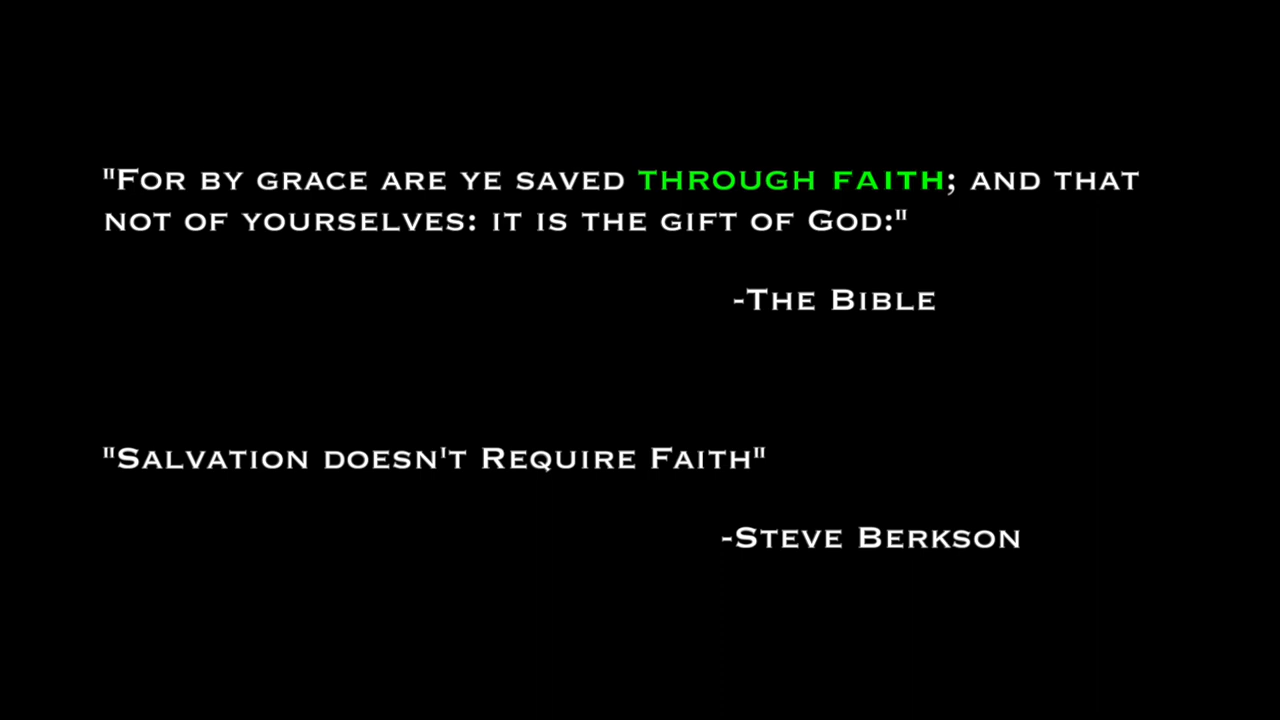 "For by grace are ye saved through faith; and that
not of yourselves: it is the gift of God:"
-The Bible
"Salvation doesn't Require Faith"
-Steve Berkson